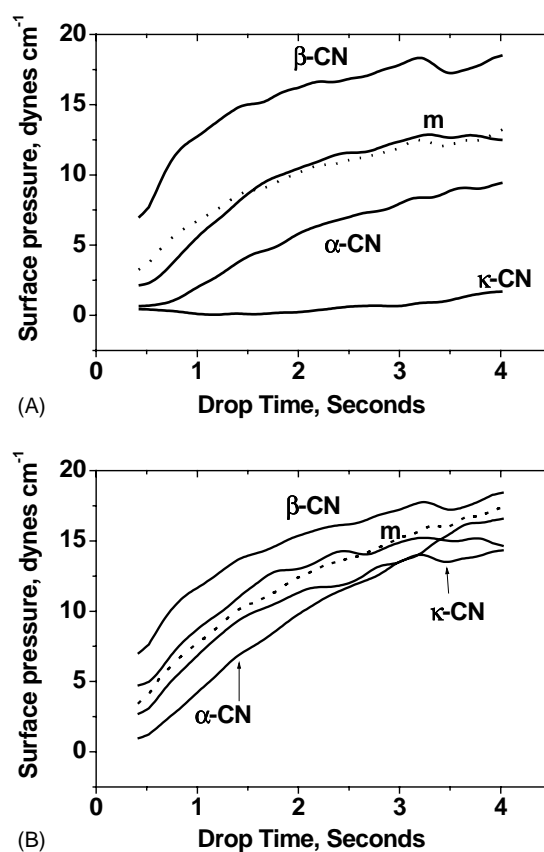 20
15
10
5
0
Surface pressure, dynes cm⁻¹
β-CN
m
α-CN
κ-CN
0 1 2 3 4
(A) Drop Time, Seconds
20
15
10
5
0
Surface pressure, dynes cm⁻¹
β-CN
m
κ-CN
α-CN
0 1 2 3 4
(B) Drop Time, Seconds